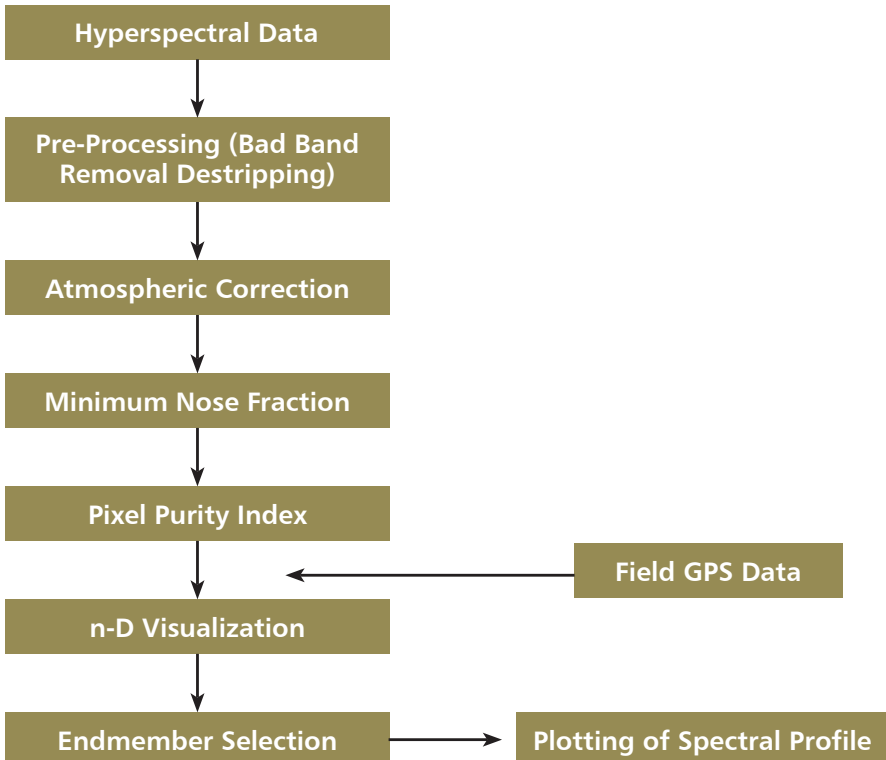 Hyperspectral Data
Pre-Processing (Bad Band
Removal Destripping)
Atmospheric Correction
Minimum Nose Fraction
Pixel Purity Index
Field GPS Data
n-D Visualization
Endmember Selection
Plotting of Spectral Profile